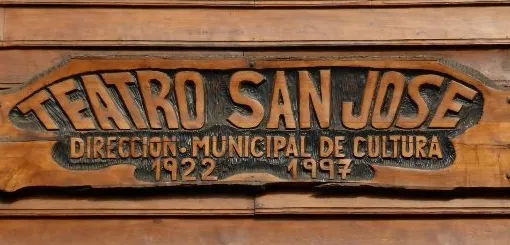 TEATRO SAN JOSE
DIRECCION · MUNICIPAL DE CULTURA
1922 1997